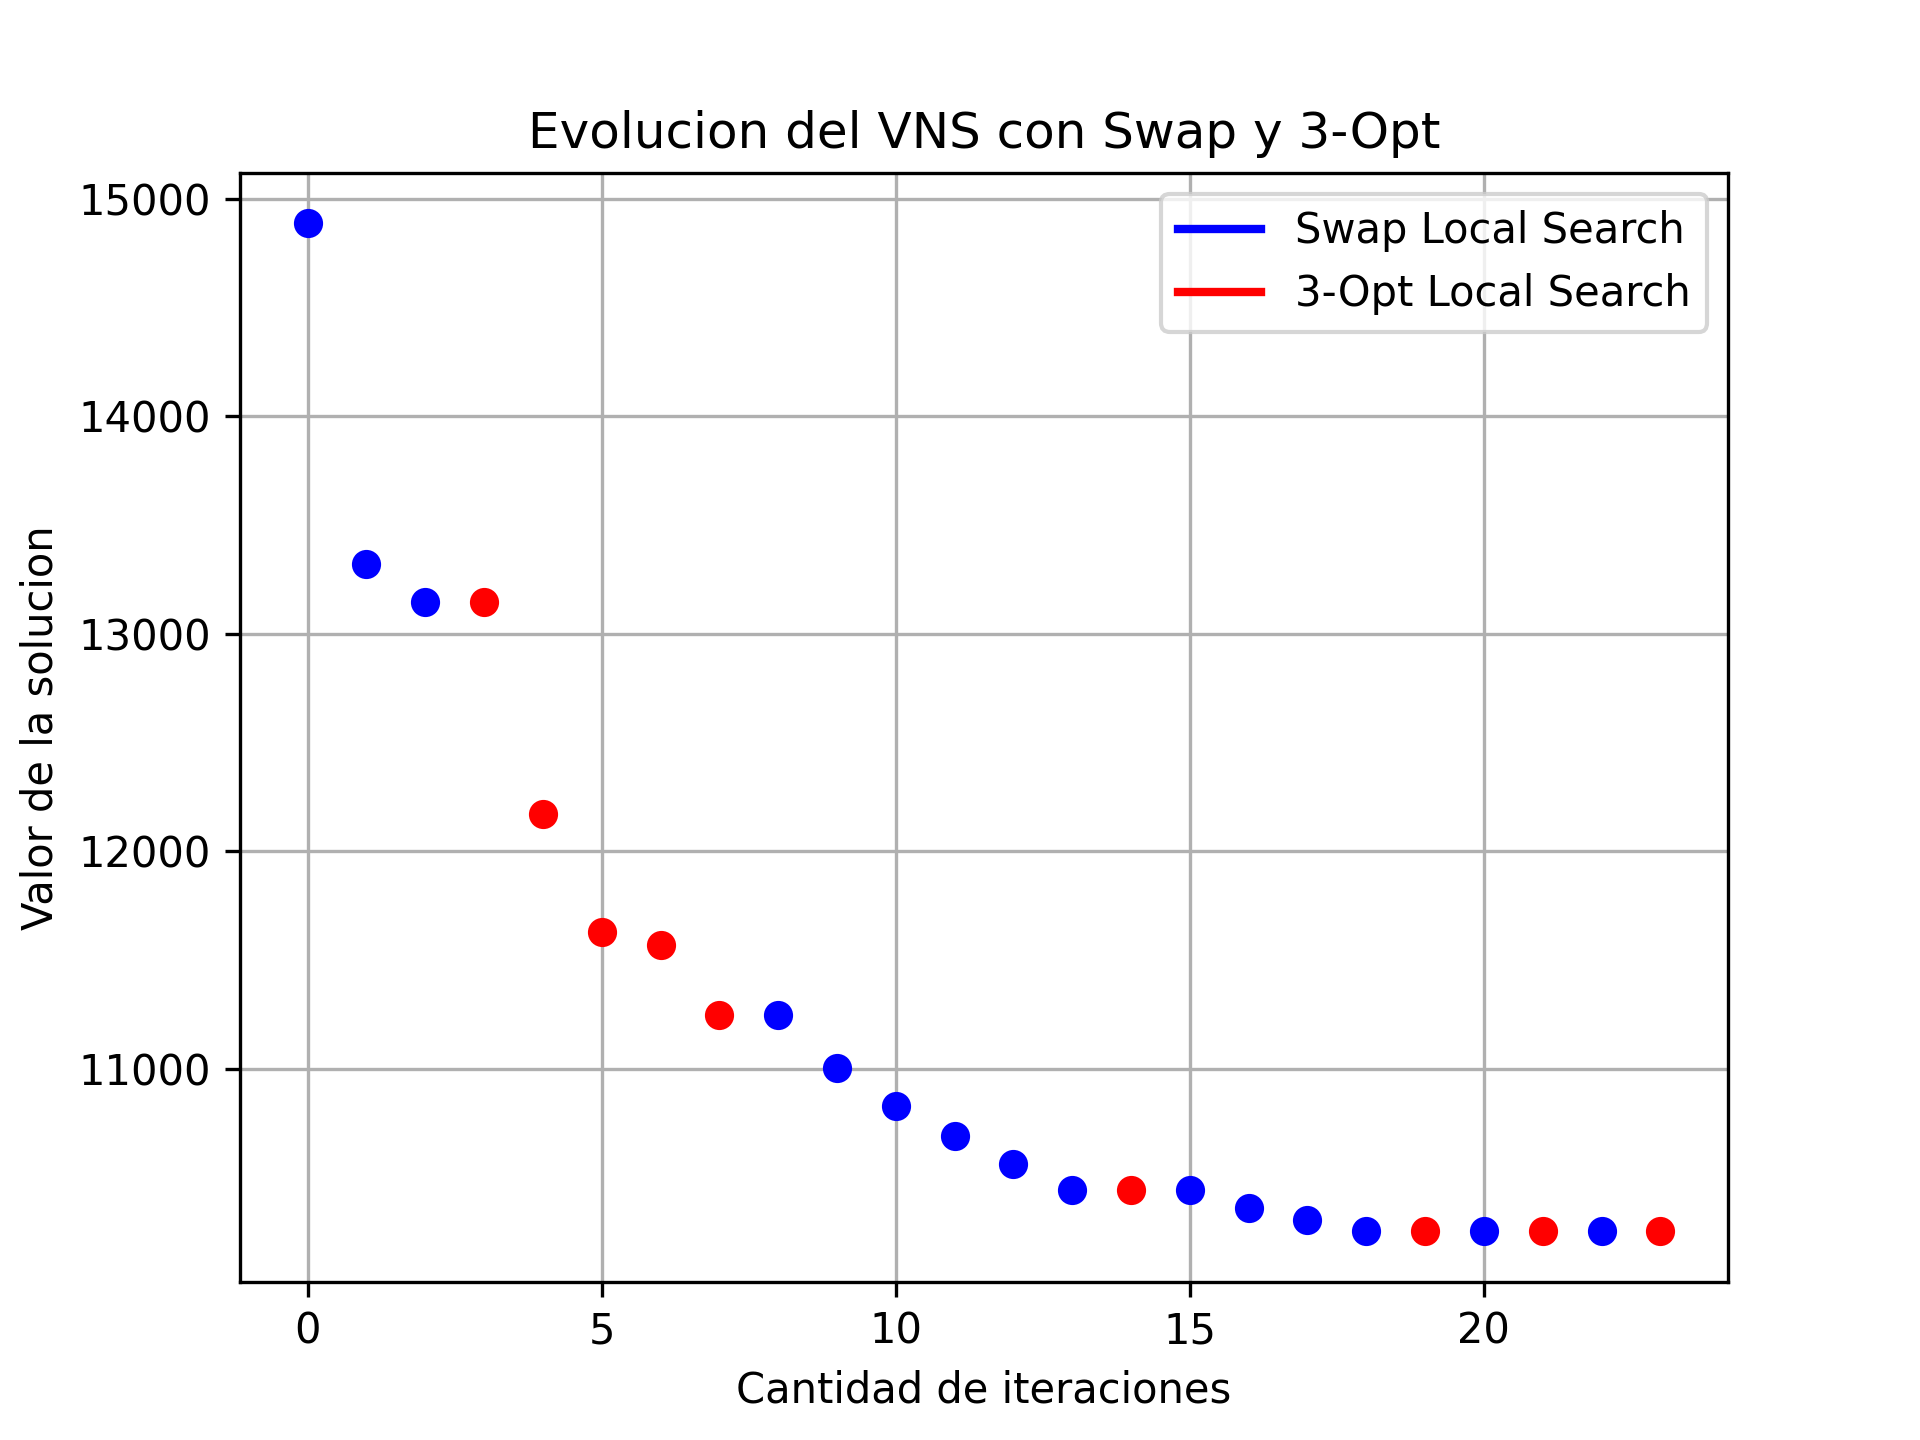 Evolucion del VNS con Swap y 3-Opt
Swap Local Search
3-Opt Local Search
15000
14000
13000
12000
11000
Valor de la solucion
0 5 10 15 20
Cantidad de iteraciones